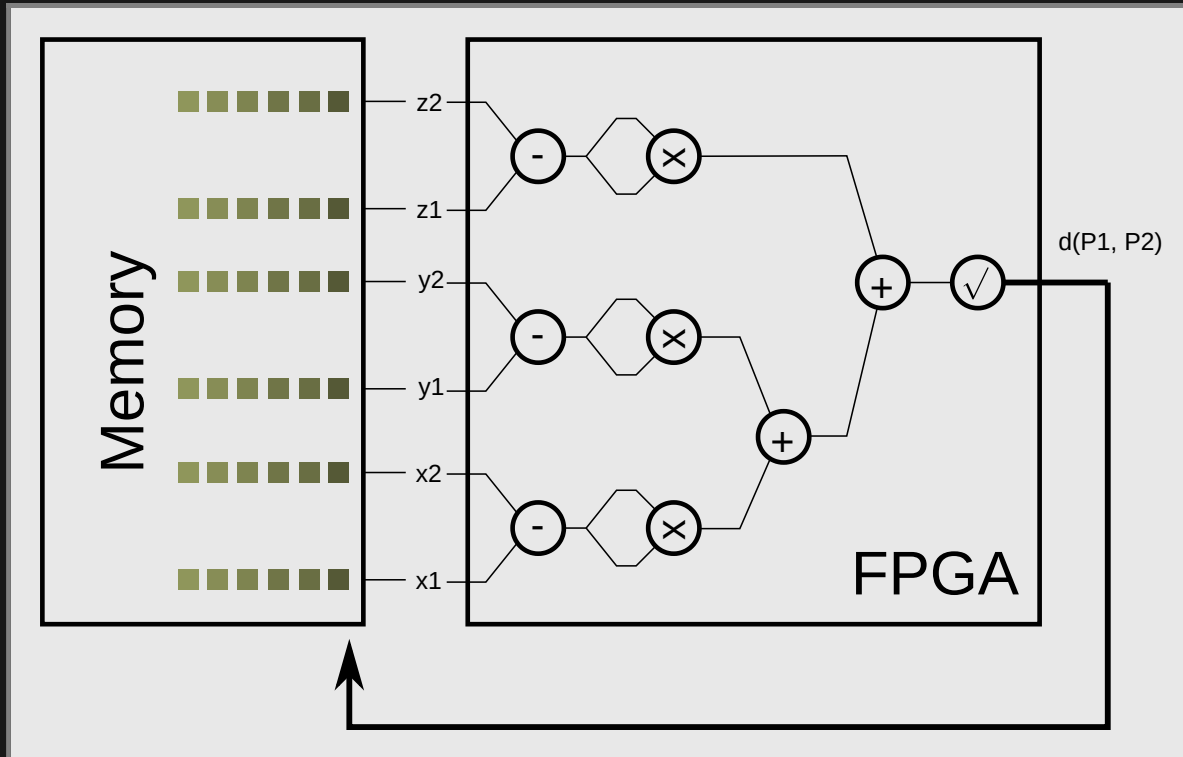 Memory
z2
z1
y2
y1
x2
x1
-
x
-
x
-
x
+
+
√
d(P1, P2)
FPGA